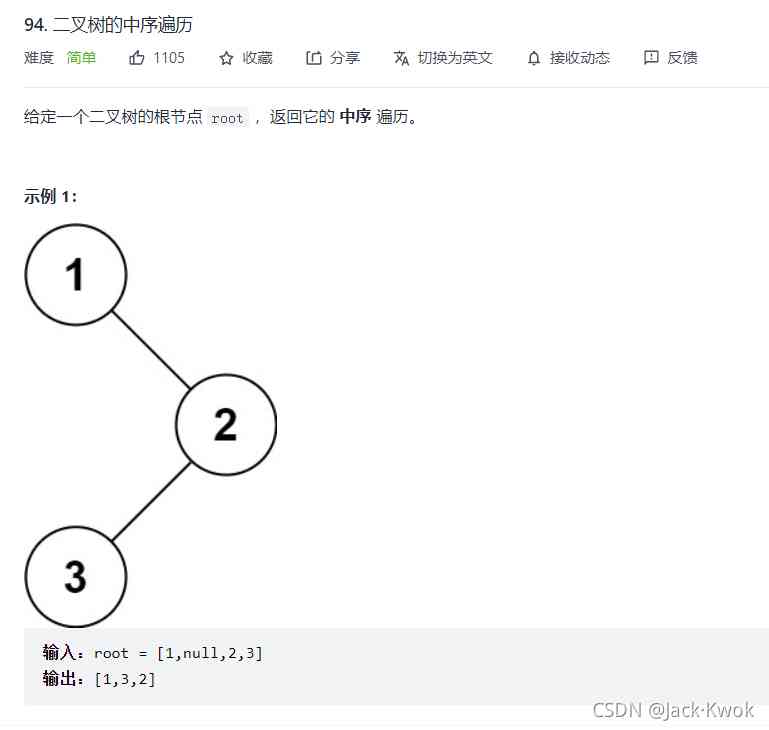 94. 二叉树的中序遍历
难度 简单 1105 收藏 分享 切换为英文 接收动态 反馈
给定一个二叉树的根节点 root ，返回它的 中序 遍历。
示例 1：
1
2
3
输入：root = [1,null,2,3]
输出：[1,3,2]
CSDN @Jack·Kwok